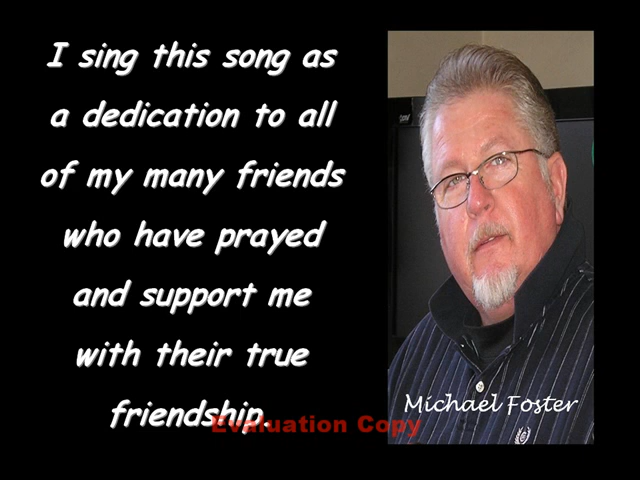 I sing this song as
a dedication to all
of my many friends
who have prayed
and support me
with their true
friendship.
Evaluation Copy
Michael Foster